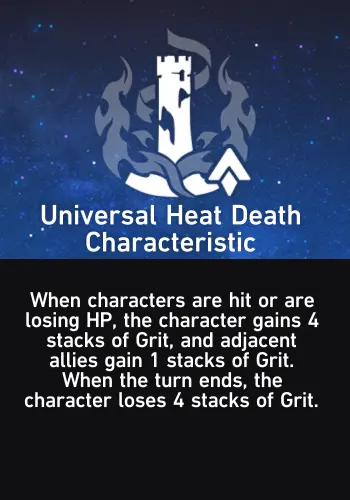 Universal Heat Death
Characteristic
When characters are hit or are
losing HP, the character gains 4
stacks of Grit, and adjacent
allies gain 1 stacks of Grit.
When the turn ends, the
character loses 4 stacks of Grit.